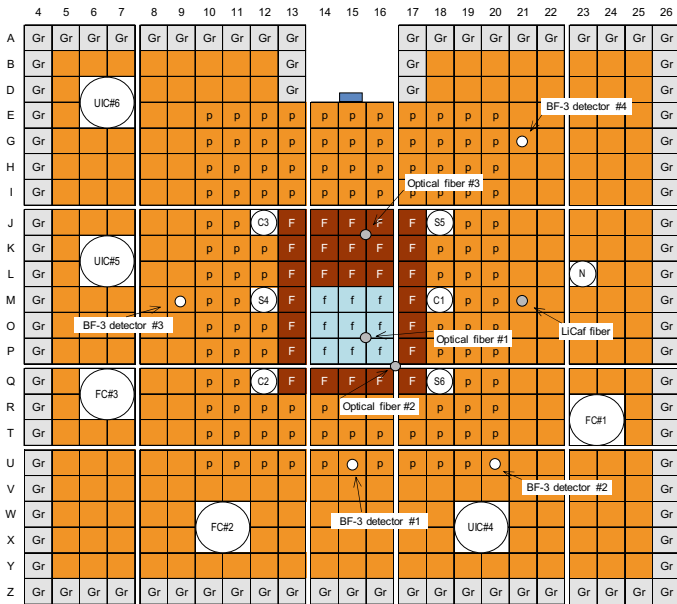 4 5 6 7 8 9 10 11 12 13 14 15 16 17 18 19 20 21 22 23 24 25 26
A Gr Gr Gr Gr Gr Gr Gr Gr Gr Gr Gr Gr Gr Gr Gr Gr Gr Gr Gr Gr
B Gr Gr Gr Gr
UIC#6
D Gr Gr Gr Gr
BF-3 detector #4
E Gr p p p p p p p p p p p Gr
G Gr p p p p p p p p p p p Gr
H Gr p p p p p p p p p p p Gr
Optical fiber #3
I Gr p p p p p p p p p p p Gr
J Gr p p C3 F F F F F S5 p p Gr
K Gr p p p F F F F F p p p Gr
UIC#5
L Gr p p p F F F F F p p p N Gr
M Gr p p S4 F f f f F C1 p p Gr
BF-3 detector #3
LiCaf fiber
O Gr p p p F f f f F p p p Gr
Optical fiber #1
P Gr p p p F f f f F p p p Gr
Q Gr p p C2 F F F F F S6 p p Gr
FC#3
Optical fiber #2
R Gr p p p p p p p p Gr
FC#1
T Gr p p p p p p p p p p p Gr
U Gr p p p p p p p p p Gr
BF-3 detector #2
V Gr Gr
BF-3 detector #1
W Gr Gr
FC#2 UIC#4
X Gr Gr
Y Gr Gr
Z Gr Gr Gr Gr Gr Gr Gr Gr Gr Gr Gr Gr Gr Gr Gr Gr Gr Gr Gr Gr Gr Gr Gr